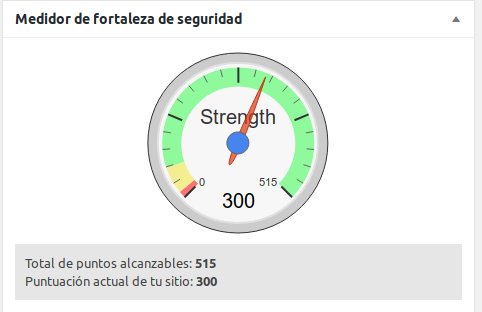 Medidor de fortaleza de seguridad
Strength
0
515
300
Total de puntos alcanzables: 515
Puntuación actual de tu sitio: 300